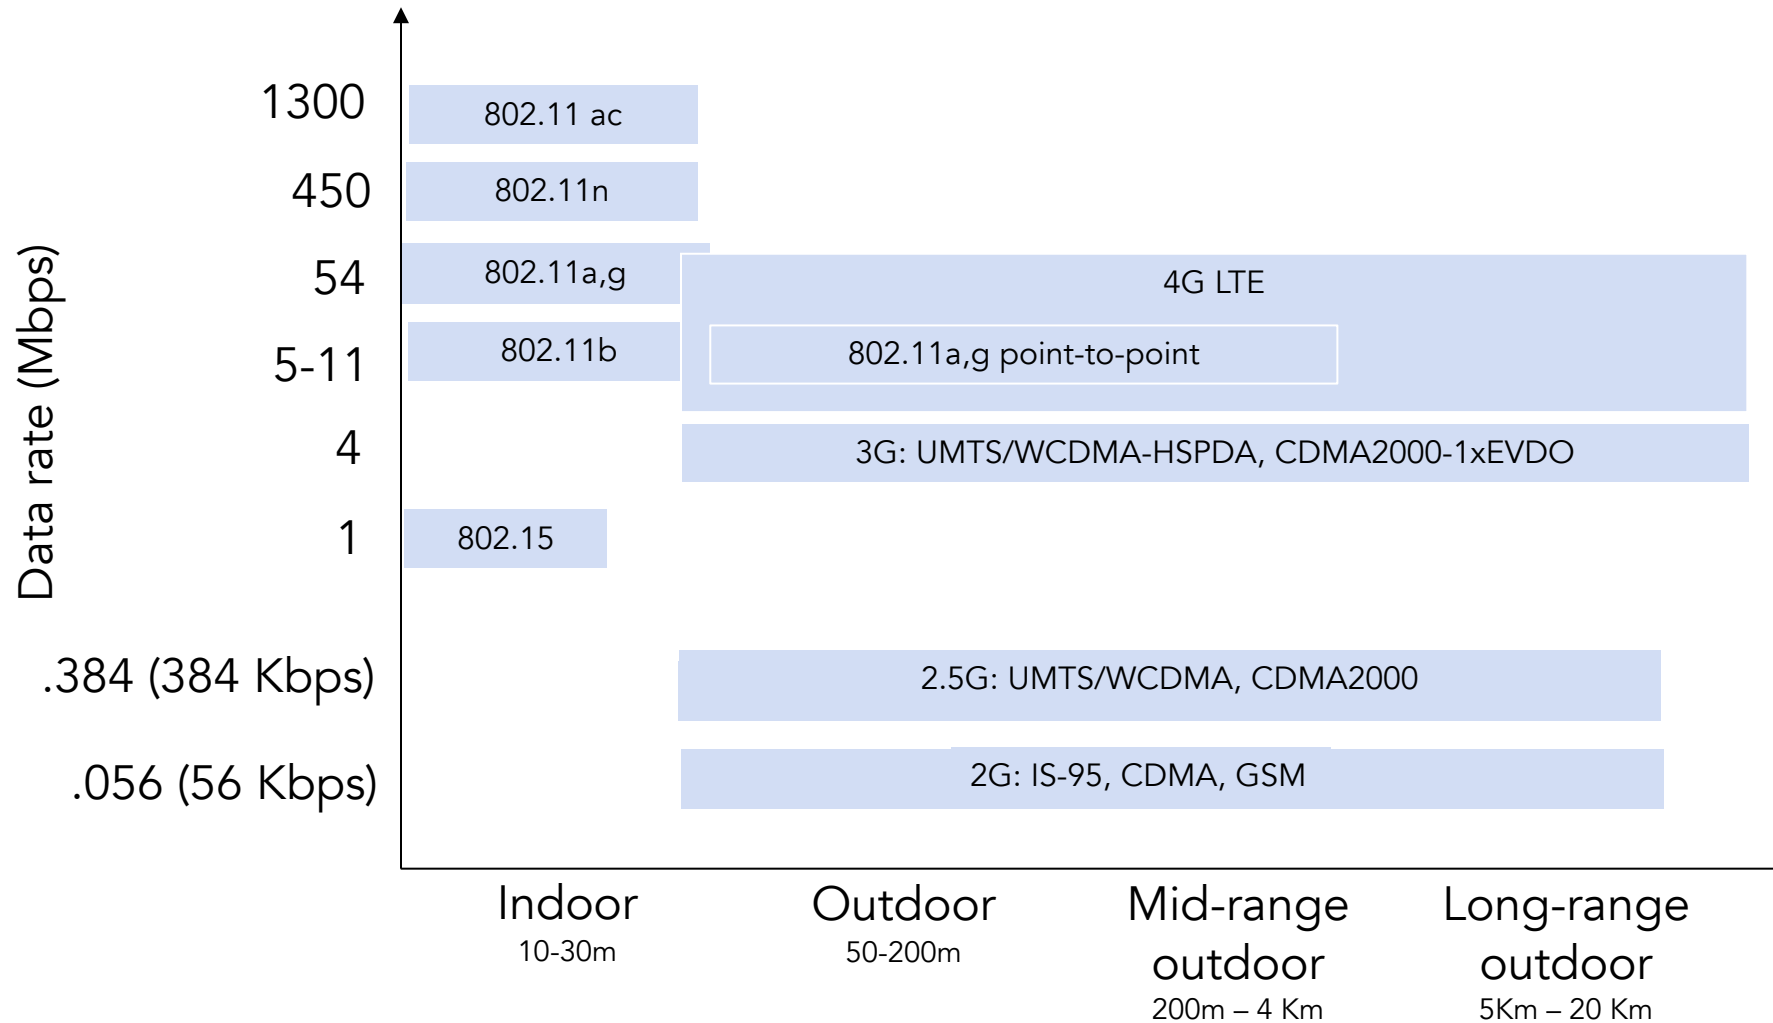 1300
802.11 ac
450
802.11n
54
802.11a,g
4G LTE
5-11
802.11b
802.11a,g point-to-point
4
3G: UMTS/WCDMA-HSPDA, CDMA2000-1xEVDO
1
802.15
.384 (384 Kbps)
2.5G: UMTS/WCDMA, CDMA2000
.056 (56 Kbps)
2G: IS-95, CDMA, GSM
Data rate (Mbps)
Indoor
10-30m
Outdoor
50-200m
Mid-range
outdoor
200m – 4 Km
Long-range
outdoor
5Km – 20 Km